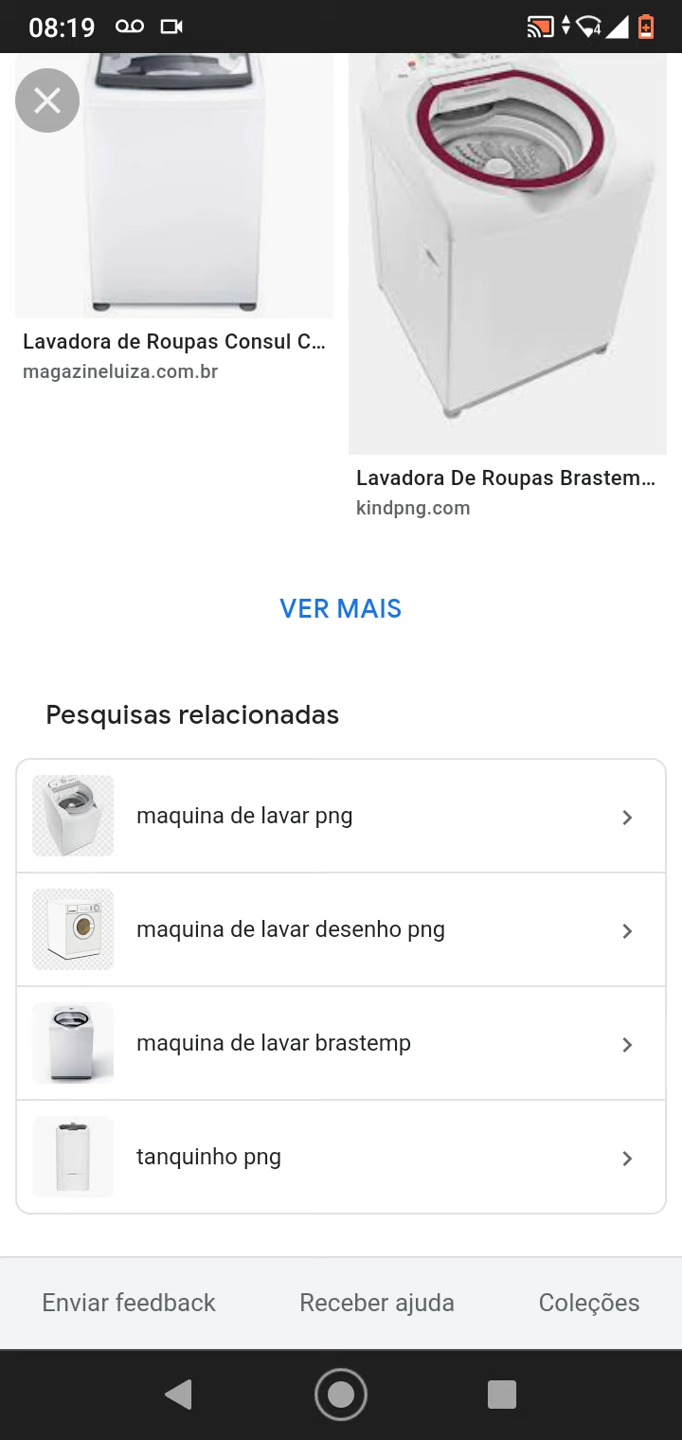 08:19
4
Lavadora de Roupas Consul C...
magazineluiza.com.br
Lavadora De Roupas Brastem...
kindpng.com
VER MAIS
Pesquisas relacionadas
maquina de lavar png
maquina de lavar desenho png
maquina de lavar brastemp
tanquinho png
Enviar feedback
Receber ajuda
Coleções